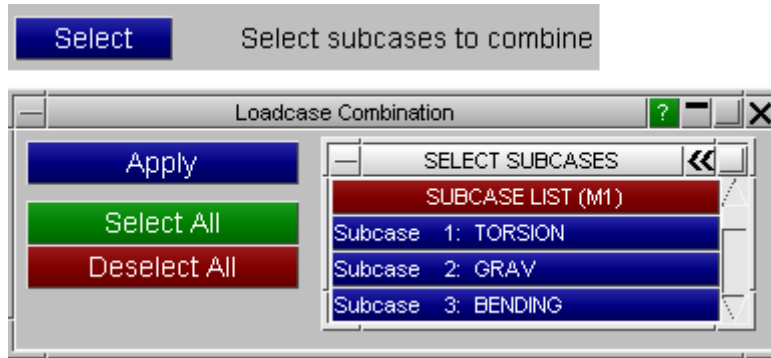 Select Select subcases to combine
Loadcase Combination ?
Apply
Select All
Deselect All
SELECT SUBCASES
SUBCASE LIST (M1)
Subcase 1: TORSION
Subcase 2: GRAV
Subcase 3: BENDING